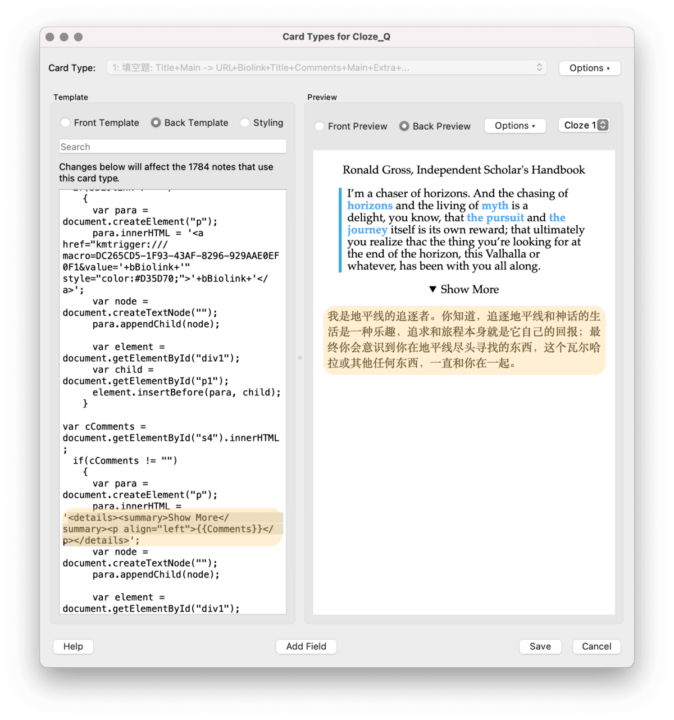 Card Types for Cloze_Q
Card Type:
1: 填空题: Title+Main -> URL+Biolink+Title+Comments+Main+Extra+...
Options
Template
Front Template
Back Template
Styling
Search
Changes below will affect the 1784 notes that use
this card type.
{
var para =
document.createElement("p");
para.innerHTML = '<a
href="kmtrigger:///
macro=DC265CD5-1F93-43AF-8296-929AAE0EF
0F1&value='+bBiolink+'"
style="color:#D35D70;">'+bBiolink+'</
a>';
var node =
document.createTextNode("");
para.appendChild(node);
var element =
document.getElementById("div1");
var child =
document.getElementById("p1");
element.insertBefore(para, child);
}
var cComments =
document.getElementById("s4").innerHTML
;
if(cComments != "")
{
var para =
document.createElement("p");
para.innerHTML =
'<details><summary>Show More</
summary><p align="left">{{Comments}}</
p></details>';
var node =
document.createTextNode("");
para.appendChild(node);
var element =
document.getElementById("div1");
Preview
Front Preview
Back Preview
Options
Cloze 1
Ronald Gross, Independent Scholar's Handbook
I'm a chaser of horizons. And the chasing of
horizons and the living of myth is a
delight, you know, that the pursuit and the
journey itself is its own reward; that ultimately
you realize thac the thing you're looking for at
the end of the horizon, this Valhalla or
whatever, has been with you all along.
▼ Show More
我是地平线的追逐者。你知道，追逐地平线和神话的生
活是一种乐趣，追求和旅程本身就是它自己的回报；最
终你会意识到你在地平线尽头寻找的东西，这个瓦尔哈
拉或其他任何东西，一直和你在一起。
Help
Add Field
Save
Cancel